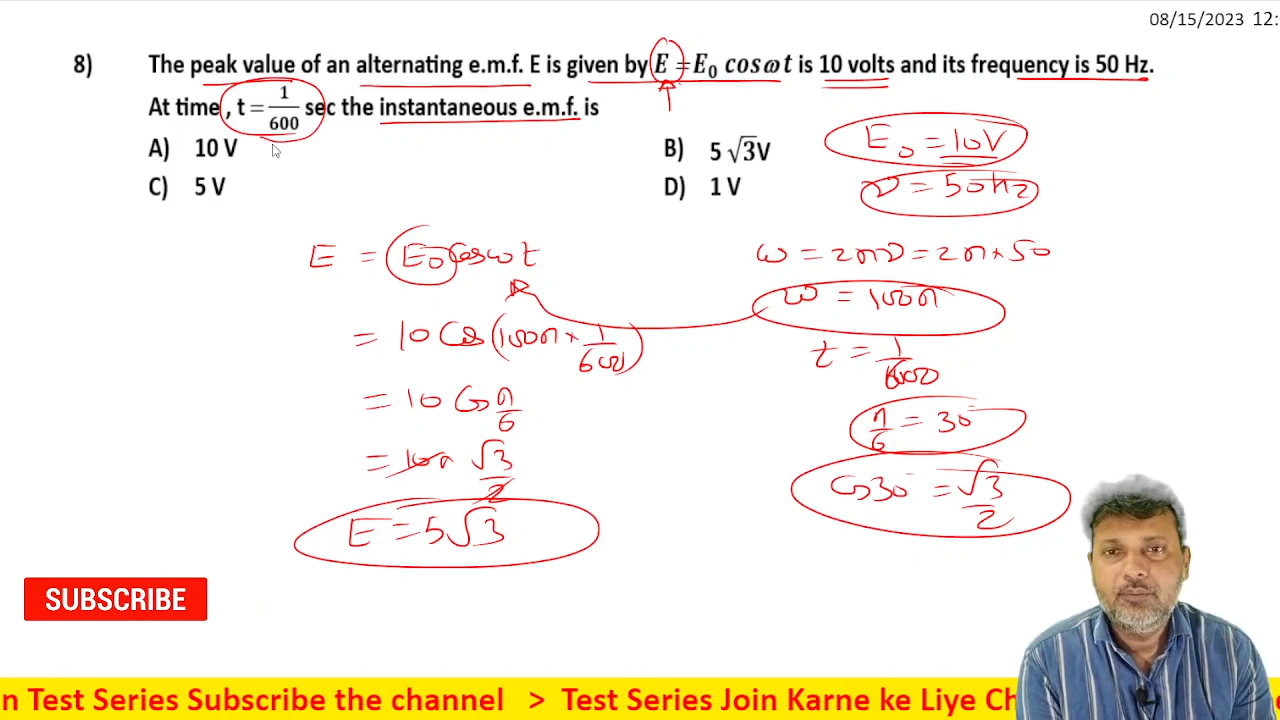 08/15/2023 12:
8) The peak value of an alternating e.m.f. E is given by E = E₀ cosω t is 10 volts and its frequency is 50 Hz.
At time , t = 1/600 sec the instantaneous e.m.f. is
A) 10 V B) 5 √3V
C) 5 V D) 1 V
E₀ = 10V
ν = 50hz
E = E₀ cosωt
= 10 Cos(100π × 1/600)
= 10 Cos π/6
= 10 √3/2
E = 5√3
ω = 2πν = 2π×50
ω = 100π
t = 1/600
π/6 = 30°
Cos30° = √3/2
SUBSCRIBE
n Test Series Subscribe the channel > Test Series Join Karne ke Liye Ch